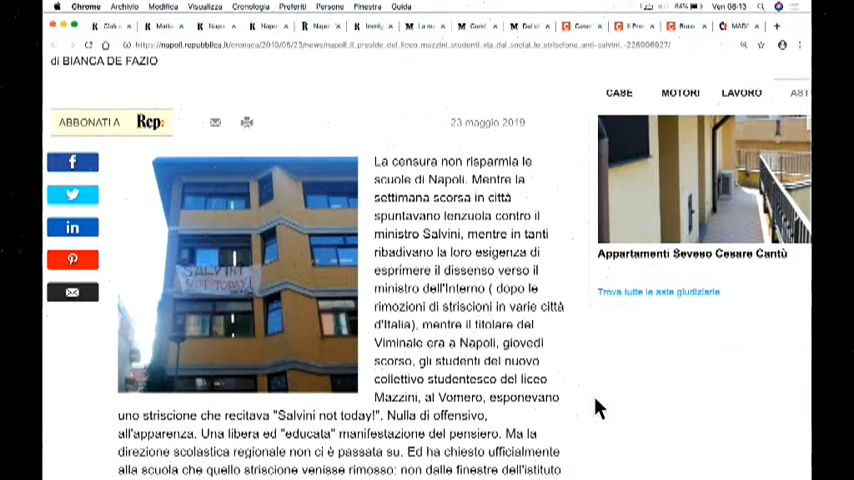 Chrome Archivio Modifica Visualizza Cronologia Preferiti Persone Finestra Guida
84% Ven 08:13
di BIANCA DE FAZIO
CASE MOTORI LAVORO AST
ABBONATI A Rep:
23 maggio 2019
La censura non risparmia le
scuole di Napoli. Mentre la
settimana scorsa in città
spuntavano lenzuola contro il
ministro Salvini, mentre in tanti
ribadivano la loro esigenza di
esprimere il dissenso verso il
ministro dell'Interno ( dopo le
rimozioni di striscioni in varie città
d'Italia), mentre il titolare del
Viminale era a Napoli, giovedì
scorso, gli studenti del nuovo
collettivo studentesco del liceo
Mazzini, al Vomero, esponevano
uno striscione che recitava "Salvini not today!". Nulla di offensivo,
all'apparenza. Una libera ed "educata" manifestazione del pensiero. Ma la
direzione scolastica regionale non ci è passata su. Ed ha chiesto ufficialmente
alla scuola che quello striscione venisse rimosso: non dalle finestre dell'istituto
SALVINI
NOT TODAY!
Appartamenti Seveso Cesare Cantù
Trova tutte le aste giudiziarie